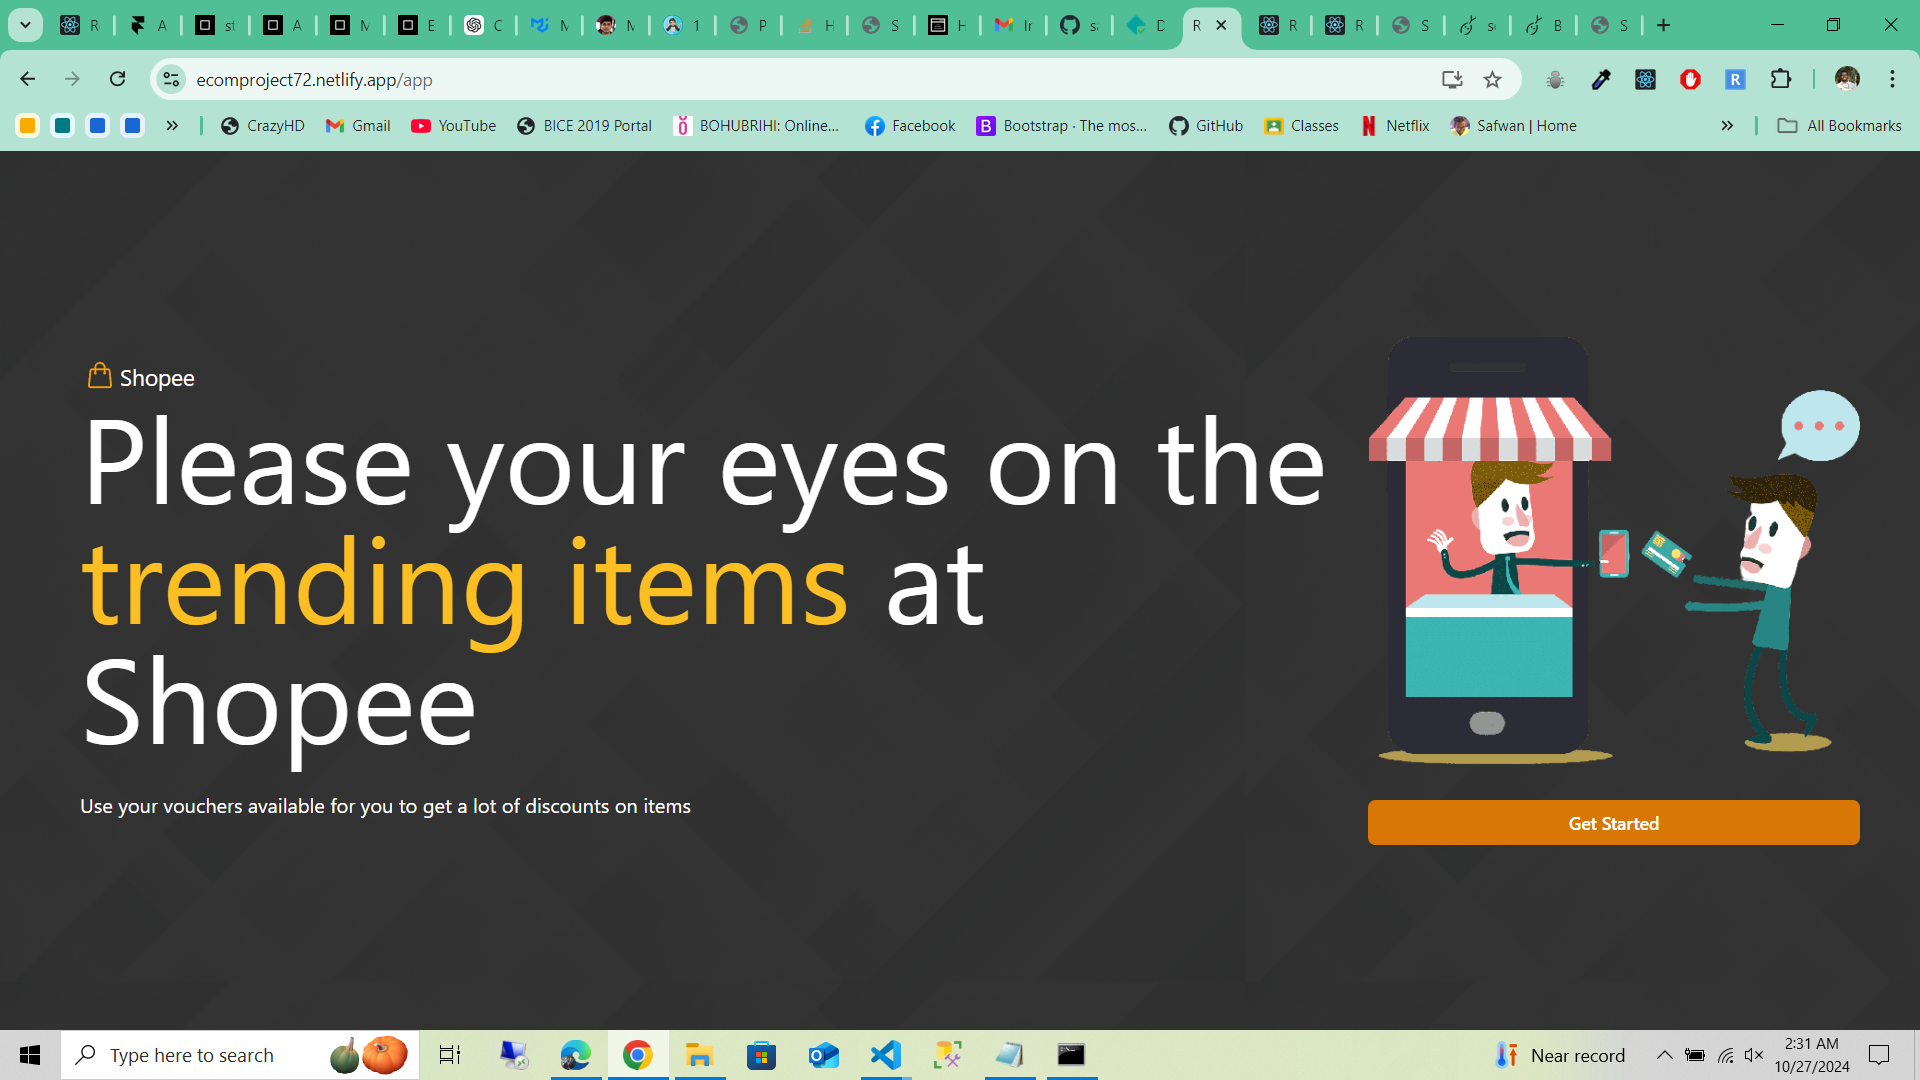 R
A
st
A
M
E
C
M
M
1
P
H
S
H
In
sa
D
R
R
R
S
se
B
S
ecomproject72.netlify.app/app
CrazyHD
Gmail
YouTube
BICE 2019 Portal
BOHUBRIHI: Online...
Facebook
Bootstrap · The mos...
GitHub
Classes
Netflix
Safwan | Home
All Bookmarks
Shopee
Please your eyes on the
trending items at
Shopee
Use your vouchers available for you to get a lot of discounts on items
Get Started
Type here to search
Near record
2:31 AM
10/27/2024